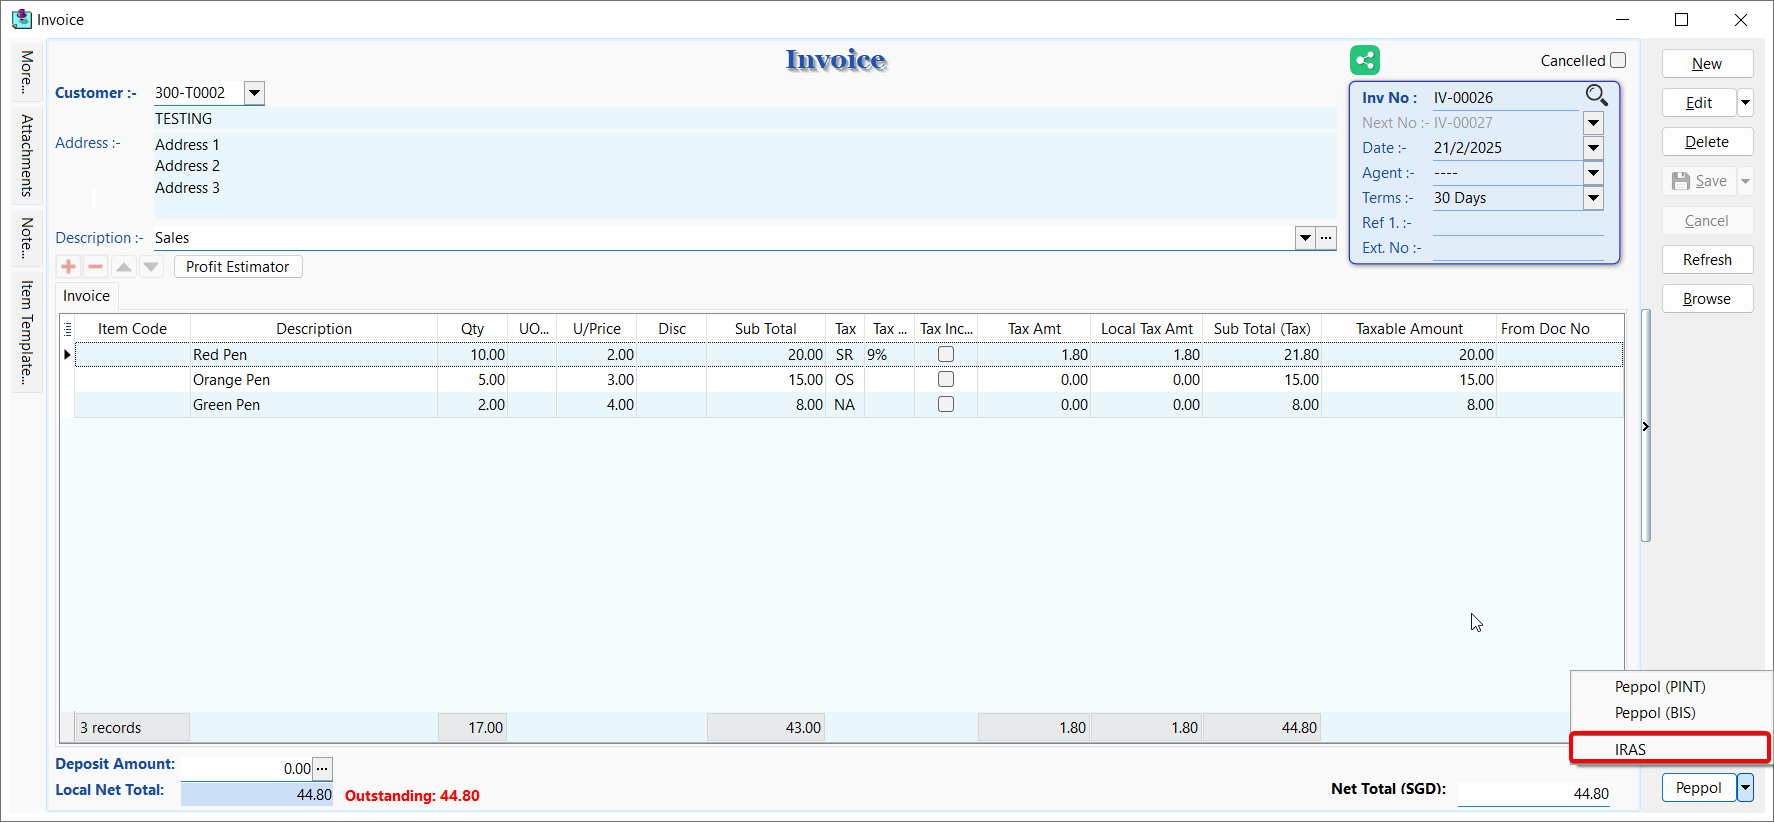 Invoice
More...
Attachments
Note...
Item Template...
Invoice
Cancelled
Customer :- 300-T0002
TESTING
Address :- Address 1
Address 2
Address 3
Description :- Sales
Inv No : IV-00026
Next No :- IV-00027
Date :- 21/2/2025
Agent :- ----
Terms :- 30 Days
Ref 1. :-
Ext. No :-
New
Edit
Delete
Save
Cancel
Refresh
Browse
Profit Estimator
Invoice
Item Code Description Qty UO... U/Price Disc Sub Total Tax Tax ... Tax Inc... Tax Amt Local Tax Amt Sub Total (Tax) Taxable Amount From Doc No
Red Pen 10.00 2.00 20.00 SR 9% 1.80 1.80 21.80 20.00
Orange Pen 5.00 3.00 15.00 OS 0.00 0.00 15.00 15.00
Green Pen 2.00 4.00 8.00 NA 0.00 0.00 8.00 8.00
3 records 17.00 43.00 1.80 1.80 44.80
Peppol (PINT)
Peppol (BIS)
IRAS
Peppol
Deposit Amount: 0.00 ...
Local Net Total: 44.80 Outstanding: 44.80
Net Total (SGD): 44.80